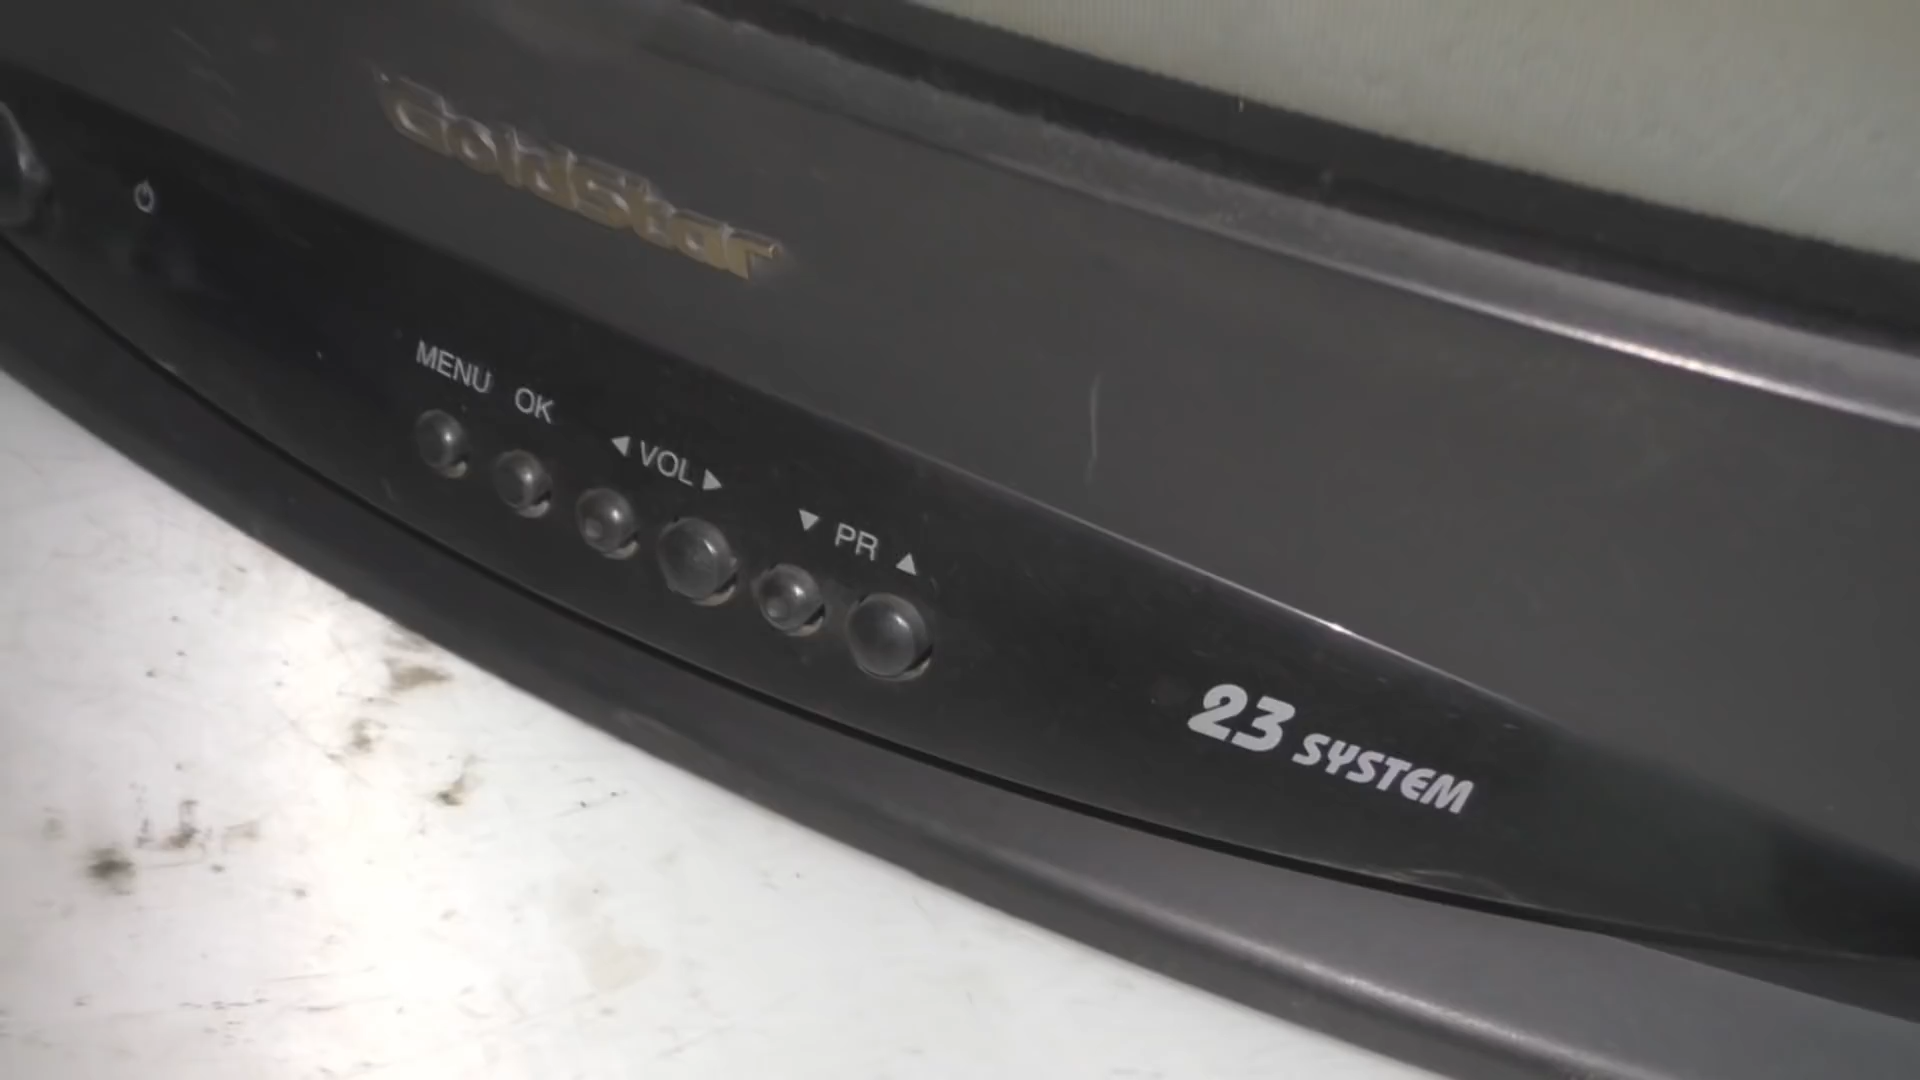 GoldStar
MENU OK
◀ VOL ▶
▼ PR ▲
23 SYSTEM